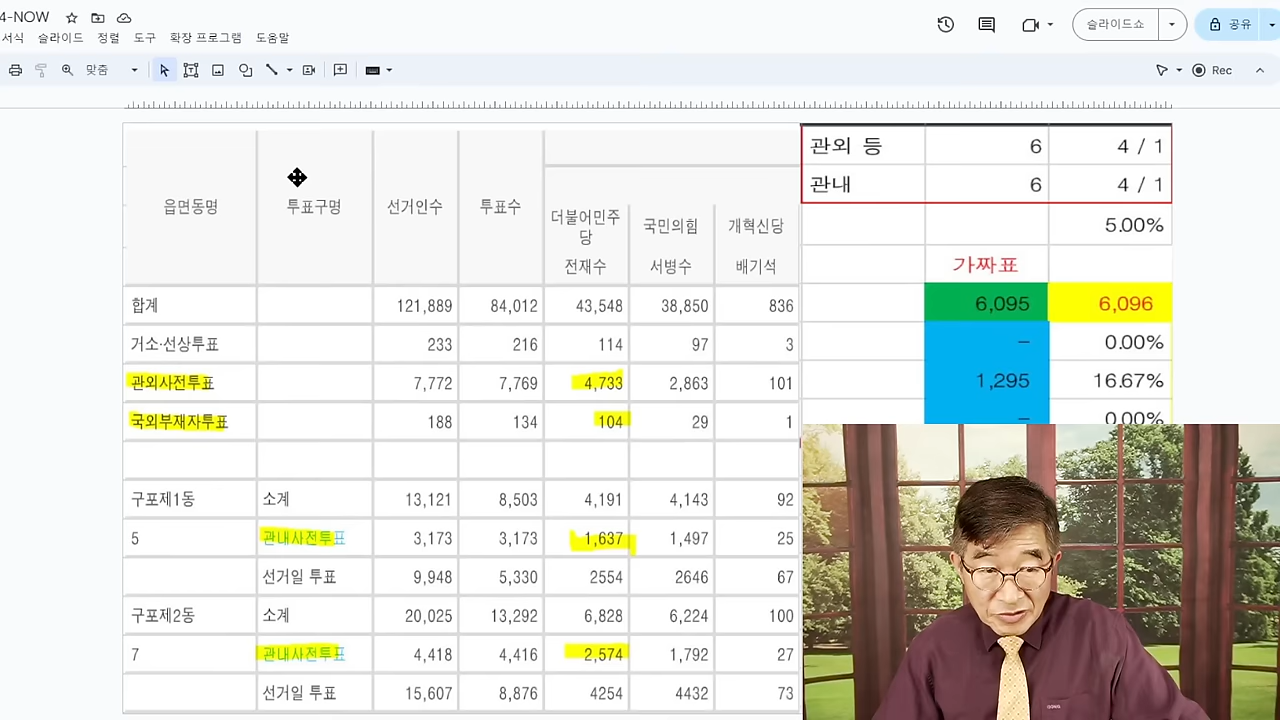 4-NOW
서식 슬라이드 정렬 도구 확장 프로그램 도움말
슬라이드쇼 공유
맞춤 Rec
읍면동명 투표구명 선거인수 투표수 더불어민주당 전재수 국민의힘 서병수 개혁신당 배기석
합계 121,889 84,012 43,548 38,850 836
거소·선상투표 233 216 114 97 3
관외사전투표 7,772 7,769 4,733 2,863 101
국외부재자투표 188 134 104 29 1
구포제1동 소계 13,121 8,503 4,191 4,143 92
5 관내사전투표 3,173 3,173 1,637 1,497 25
선거일 투표 9,948 5,330 2554 2646 67
구포제2동 소계 20,025 13,292 6,828 6,224 100
7 관내사전투표 4,418 4,416 2,574 1,792 27
선거일 투표 15,607 8,876 4254 4432 73
관외 등 6 4 / 1
관내 6 4 / 1
5.00%
가짜표
6,095 6,096
– 0.00%
1,295 16.67%
– 0.00%